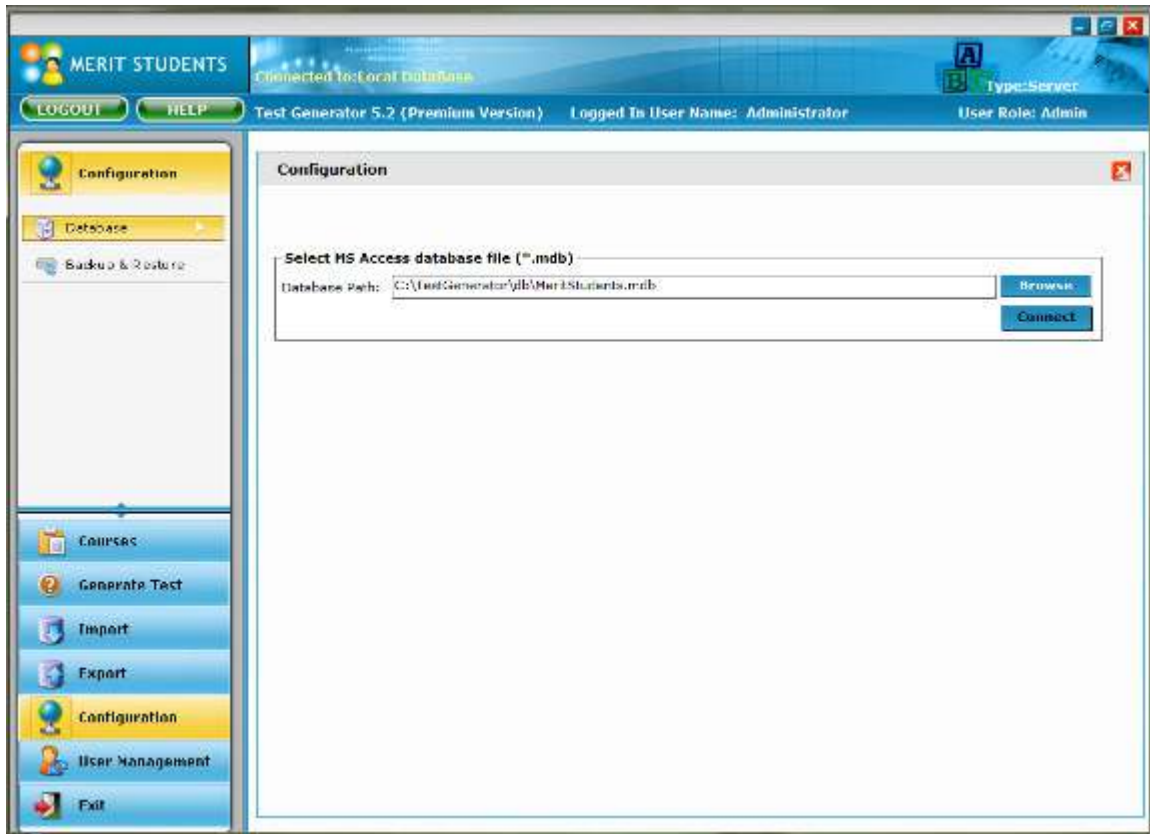 MERIT STUDENTS
Connected to:Local DataBase
Type:Server
LOGOUT
HELP
Test Generator 5.2 (Premium Version)
Logged In User Name: Administrator
User Role: Admin
Configuration
Database
Backup & Restore
Configuration
Select MS Access database file (*.mdb)
Database Path:
C:\TestGenerator\db\MeritStudents.mdb
Browse
Connect
Courses
Generate Test
Import
Export
Configuration
User Management
Exit